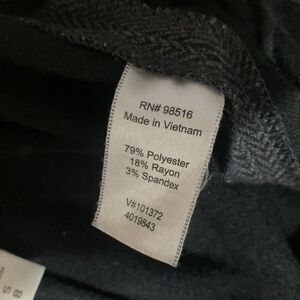 RN# 98516
Made in Vietnam
79% Polyester
18% Rayon
3% Spandex
V#101372
4019843